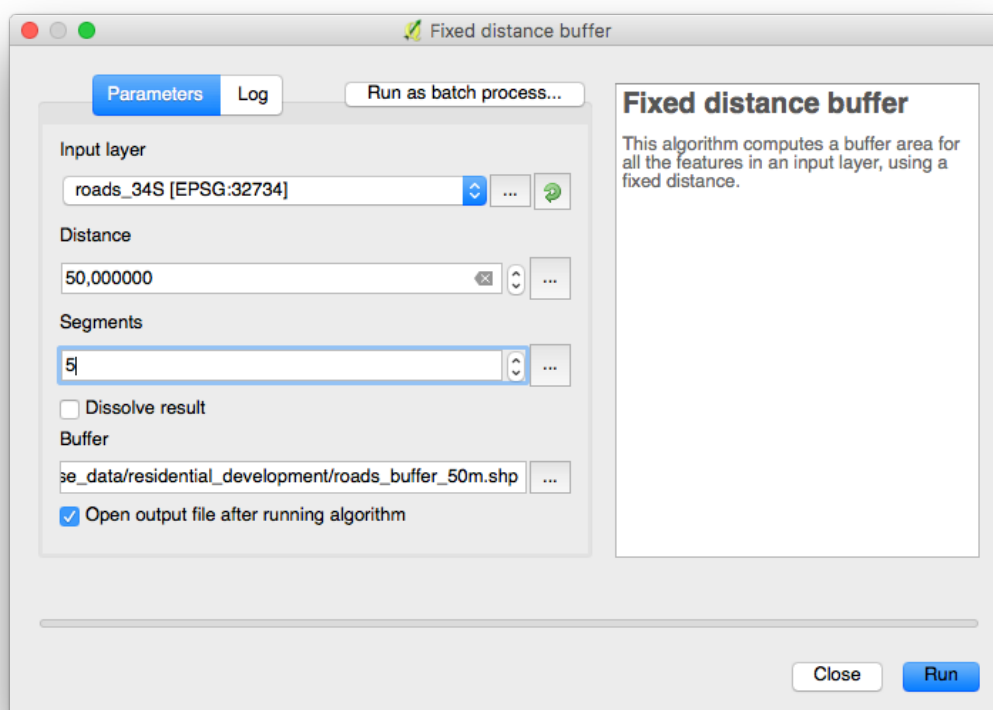 Fixed distance buffer
Parameters
Log
Run as batch process...
Input layer
roads_34S [EPSG:32734]
...
Distance
50,000000
...
Segments
5
...
Dissolve result
Buffer
se_data/residential_development/roads_buffer_50m.shp
...
Open output file after running algorithm
Fixed distance buffer
This algorithm computes a buffer area for
all the features in an input layer, using a
fixed distance.
Close
Run